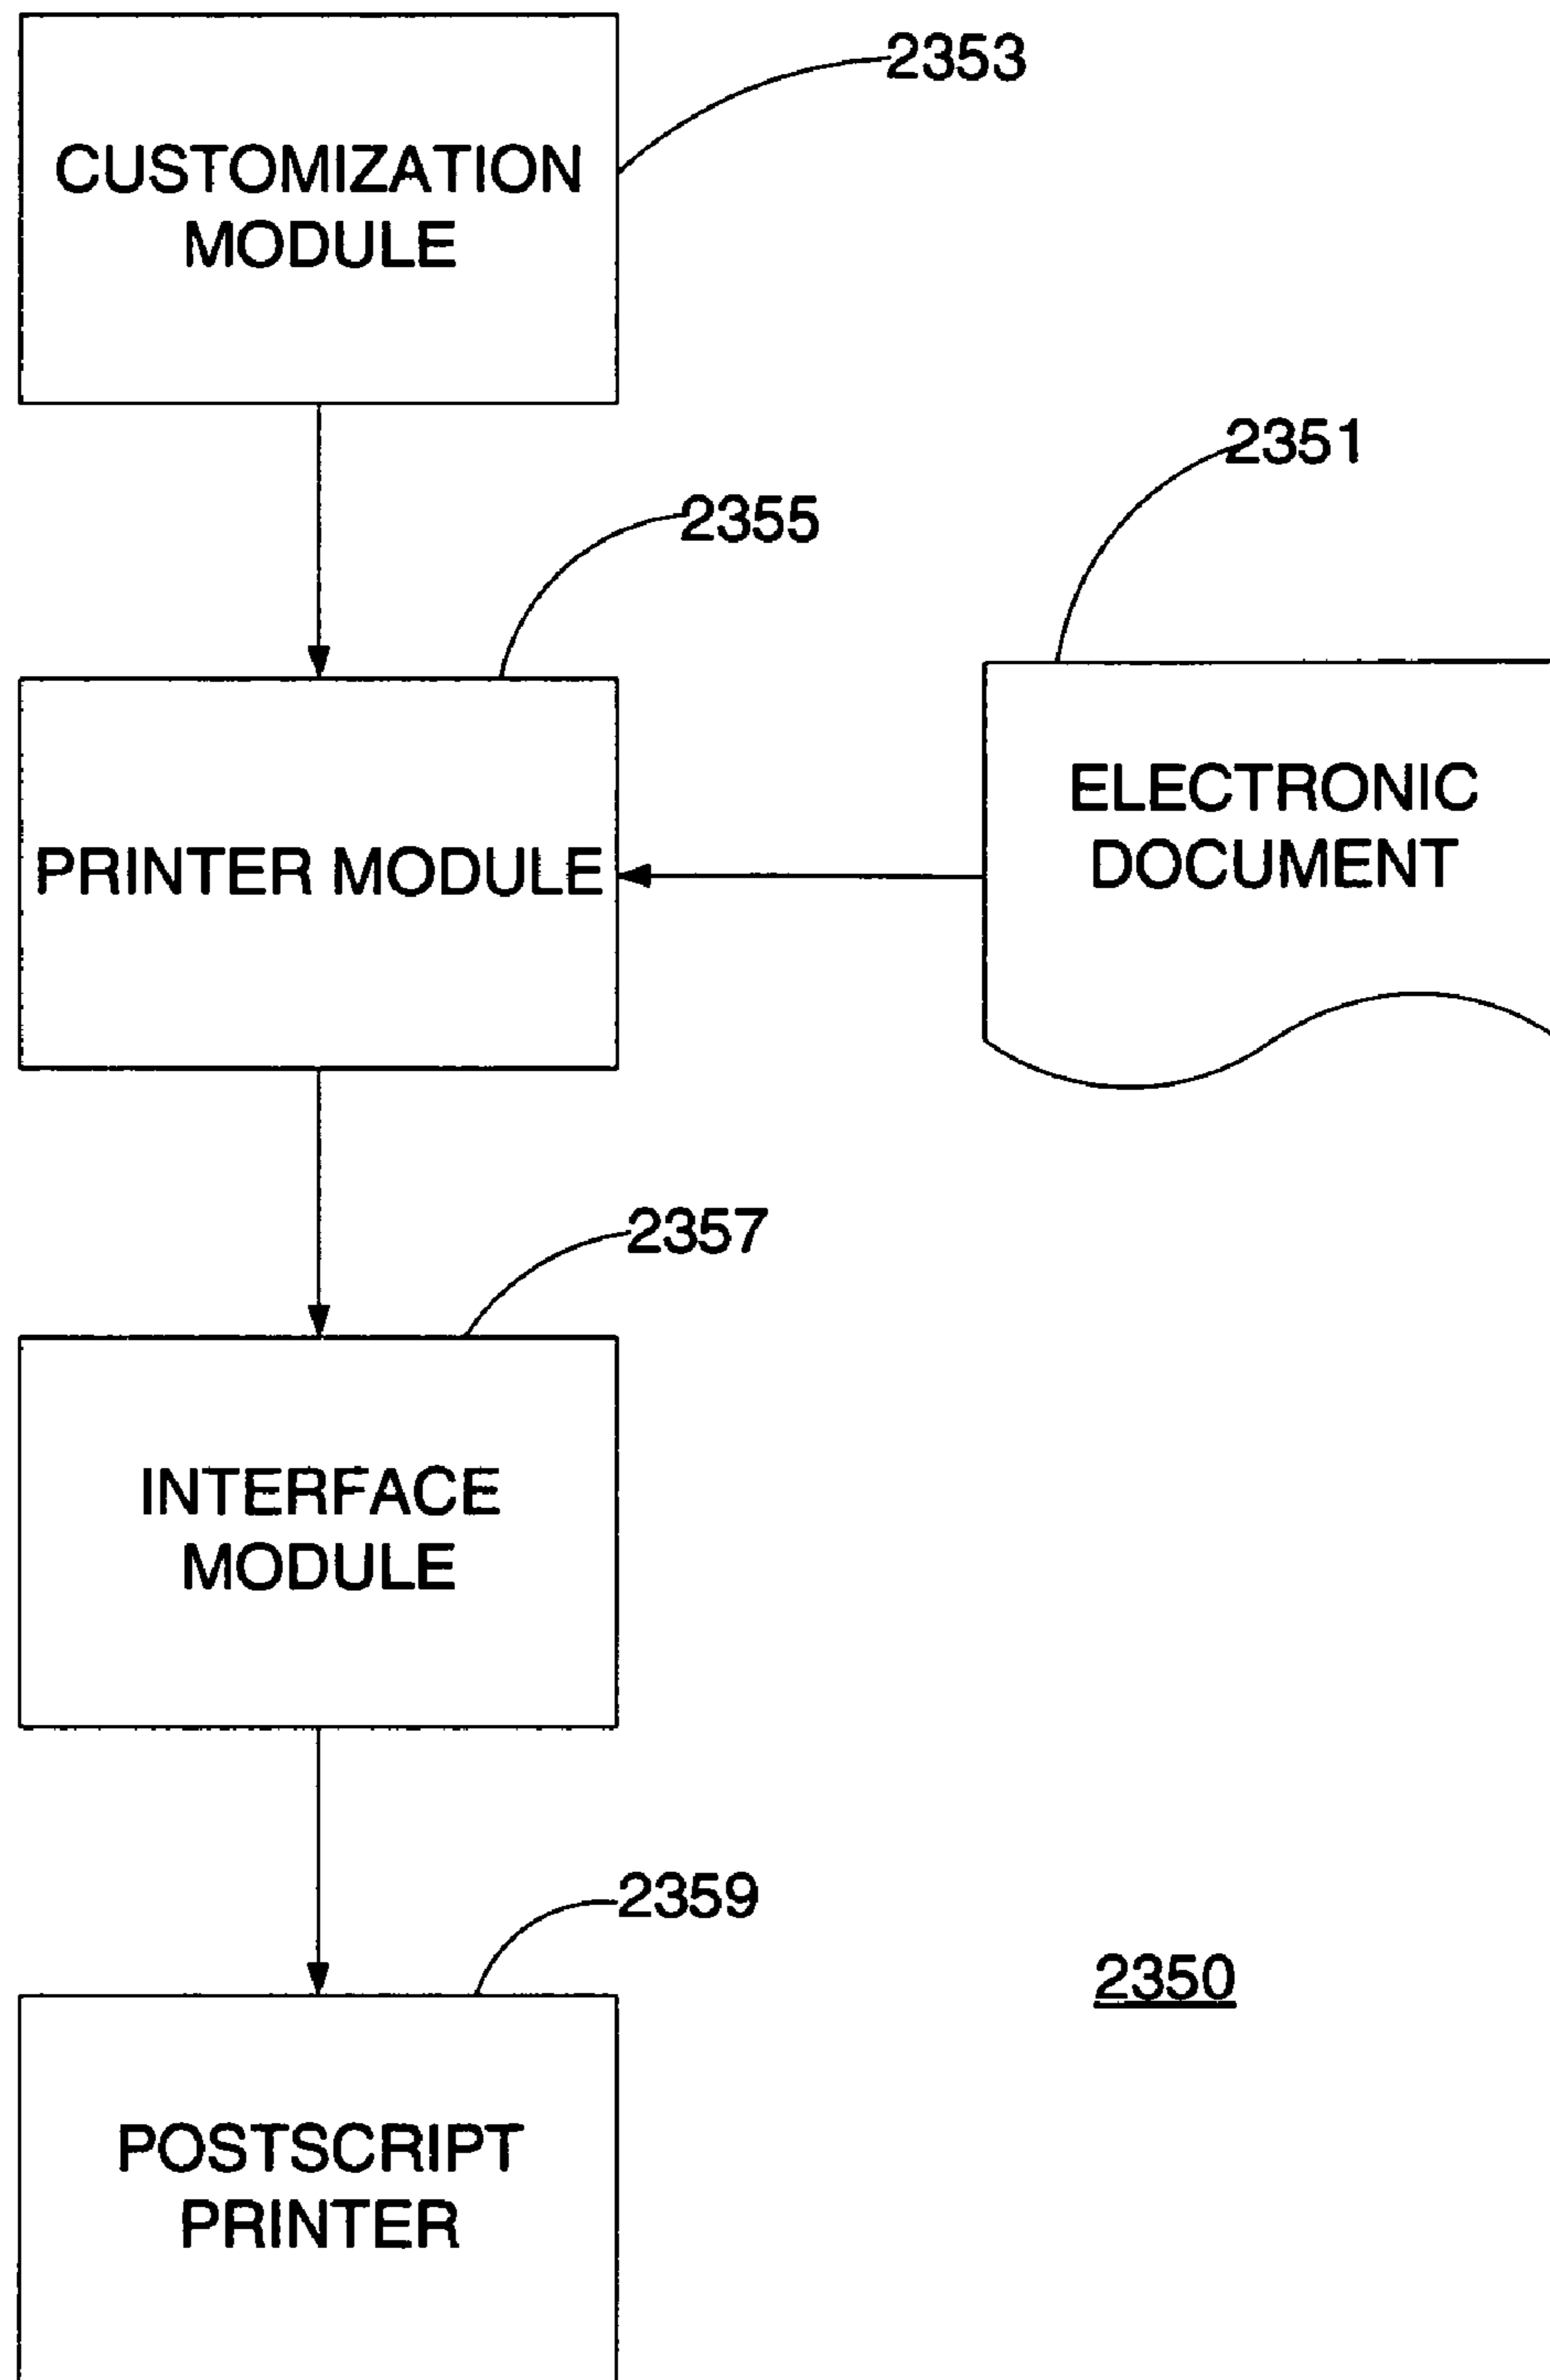 2353
CUSTOMIZATION
MODULE
2351
2355
ELECTRONIC
DOCUMENT
PRINTER MODULE
2357
INTERFACE
MODULE
2359
2350
POSTSCRIPT
PRINTER